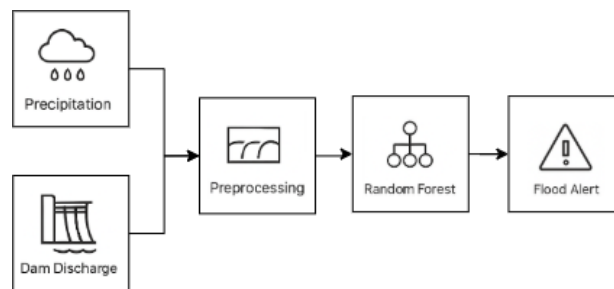 Precipitation
Dam Discharge
Preprocessing
Random Forest
Flood Alert